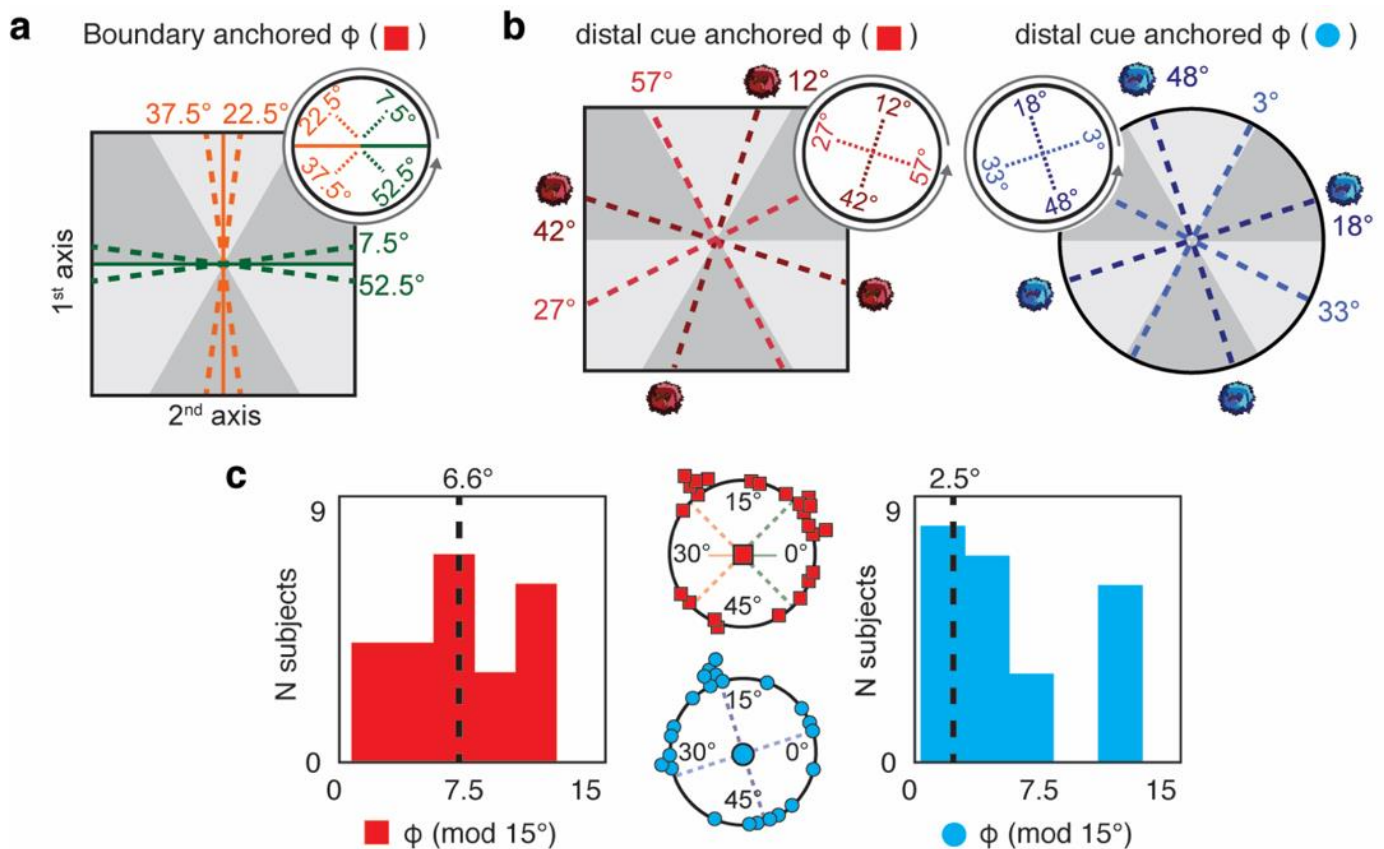 a
Boundary anchored ϕ ( )
37.5° 22.5°
22.5° 7.5°
37.5° 52.5°
7.5°
52.5°
1st axis
2nd axis
b
distal cue anchored ϕ ( )
57° 12°
42°
27°
12°
27° 57°
42°
distal cue anchored ϕ ( )
48° 3°
18°
33°
18°
33° 3°
48°
c
6.6°
9
N subjects
0
0 7.5 15
ϕ (mod 15°)
15°
30° 0°
45°
15°
30° 0°
45°
2.5°
9
N subjects
0
0 7.5 15
ϕ (mod 15°)